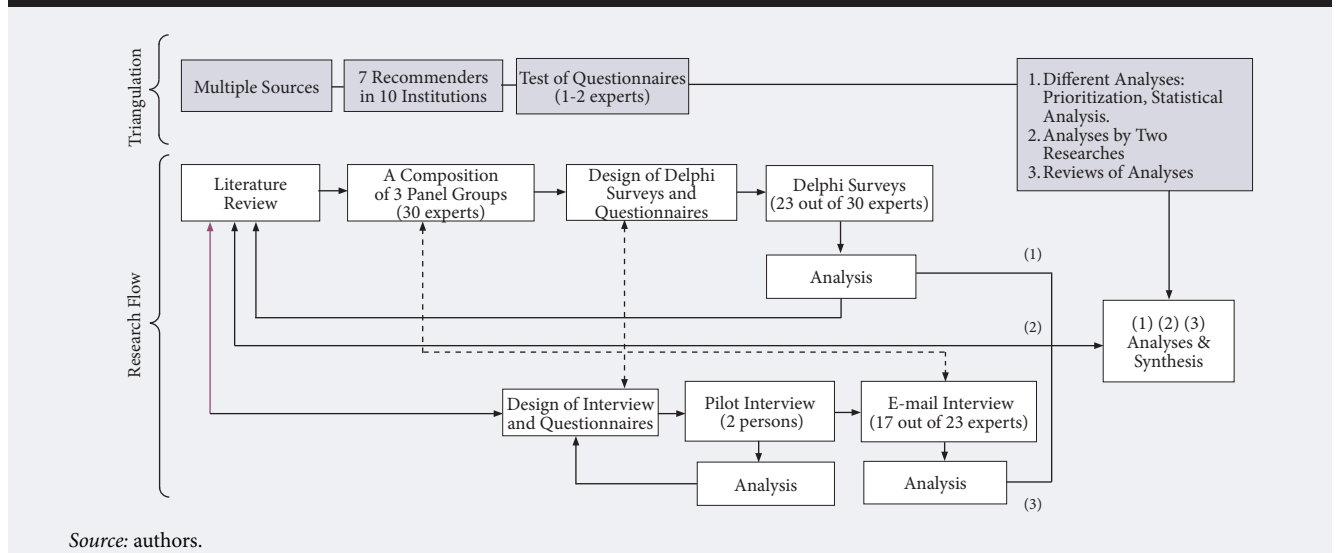 Triangulation
Multiple Sources
7 Recommenders
in 10 Institutions
Test of Questionnaires
(1-2 experts)
1. Different Analyses:
Prioritization, Statistical
Analysis.
2. Analyses by Two
Researches
3. Reviews of Analyses
Research Flow
Literature
Review
A Composition
of 3 Panel Groups
(30 experts)
Design of Delphi
Surveys and
Questionnaires
Delphi Surveys
(23 out of 30 experts)
Analysis
(1)
(2)
(1) (2) (3)
Analyses &
Synthesis
Design of Interview
and Questionnaires
Pilot Interview
(2 persons)
E-mail Interview
(17 out of 23 experts)
Analysis
Analysis
(3)
Source: authors.